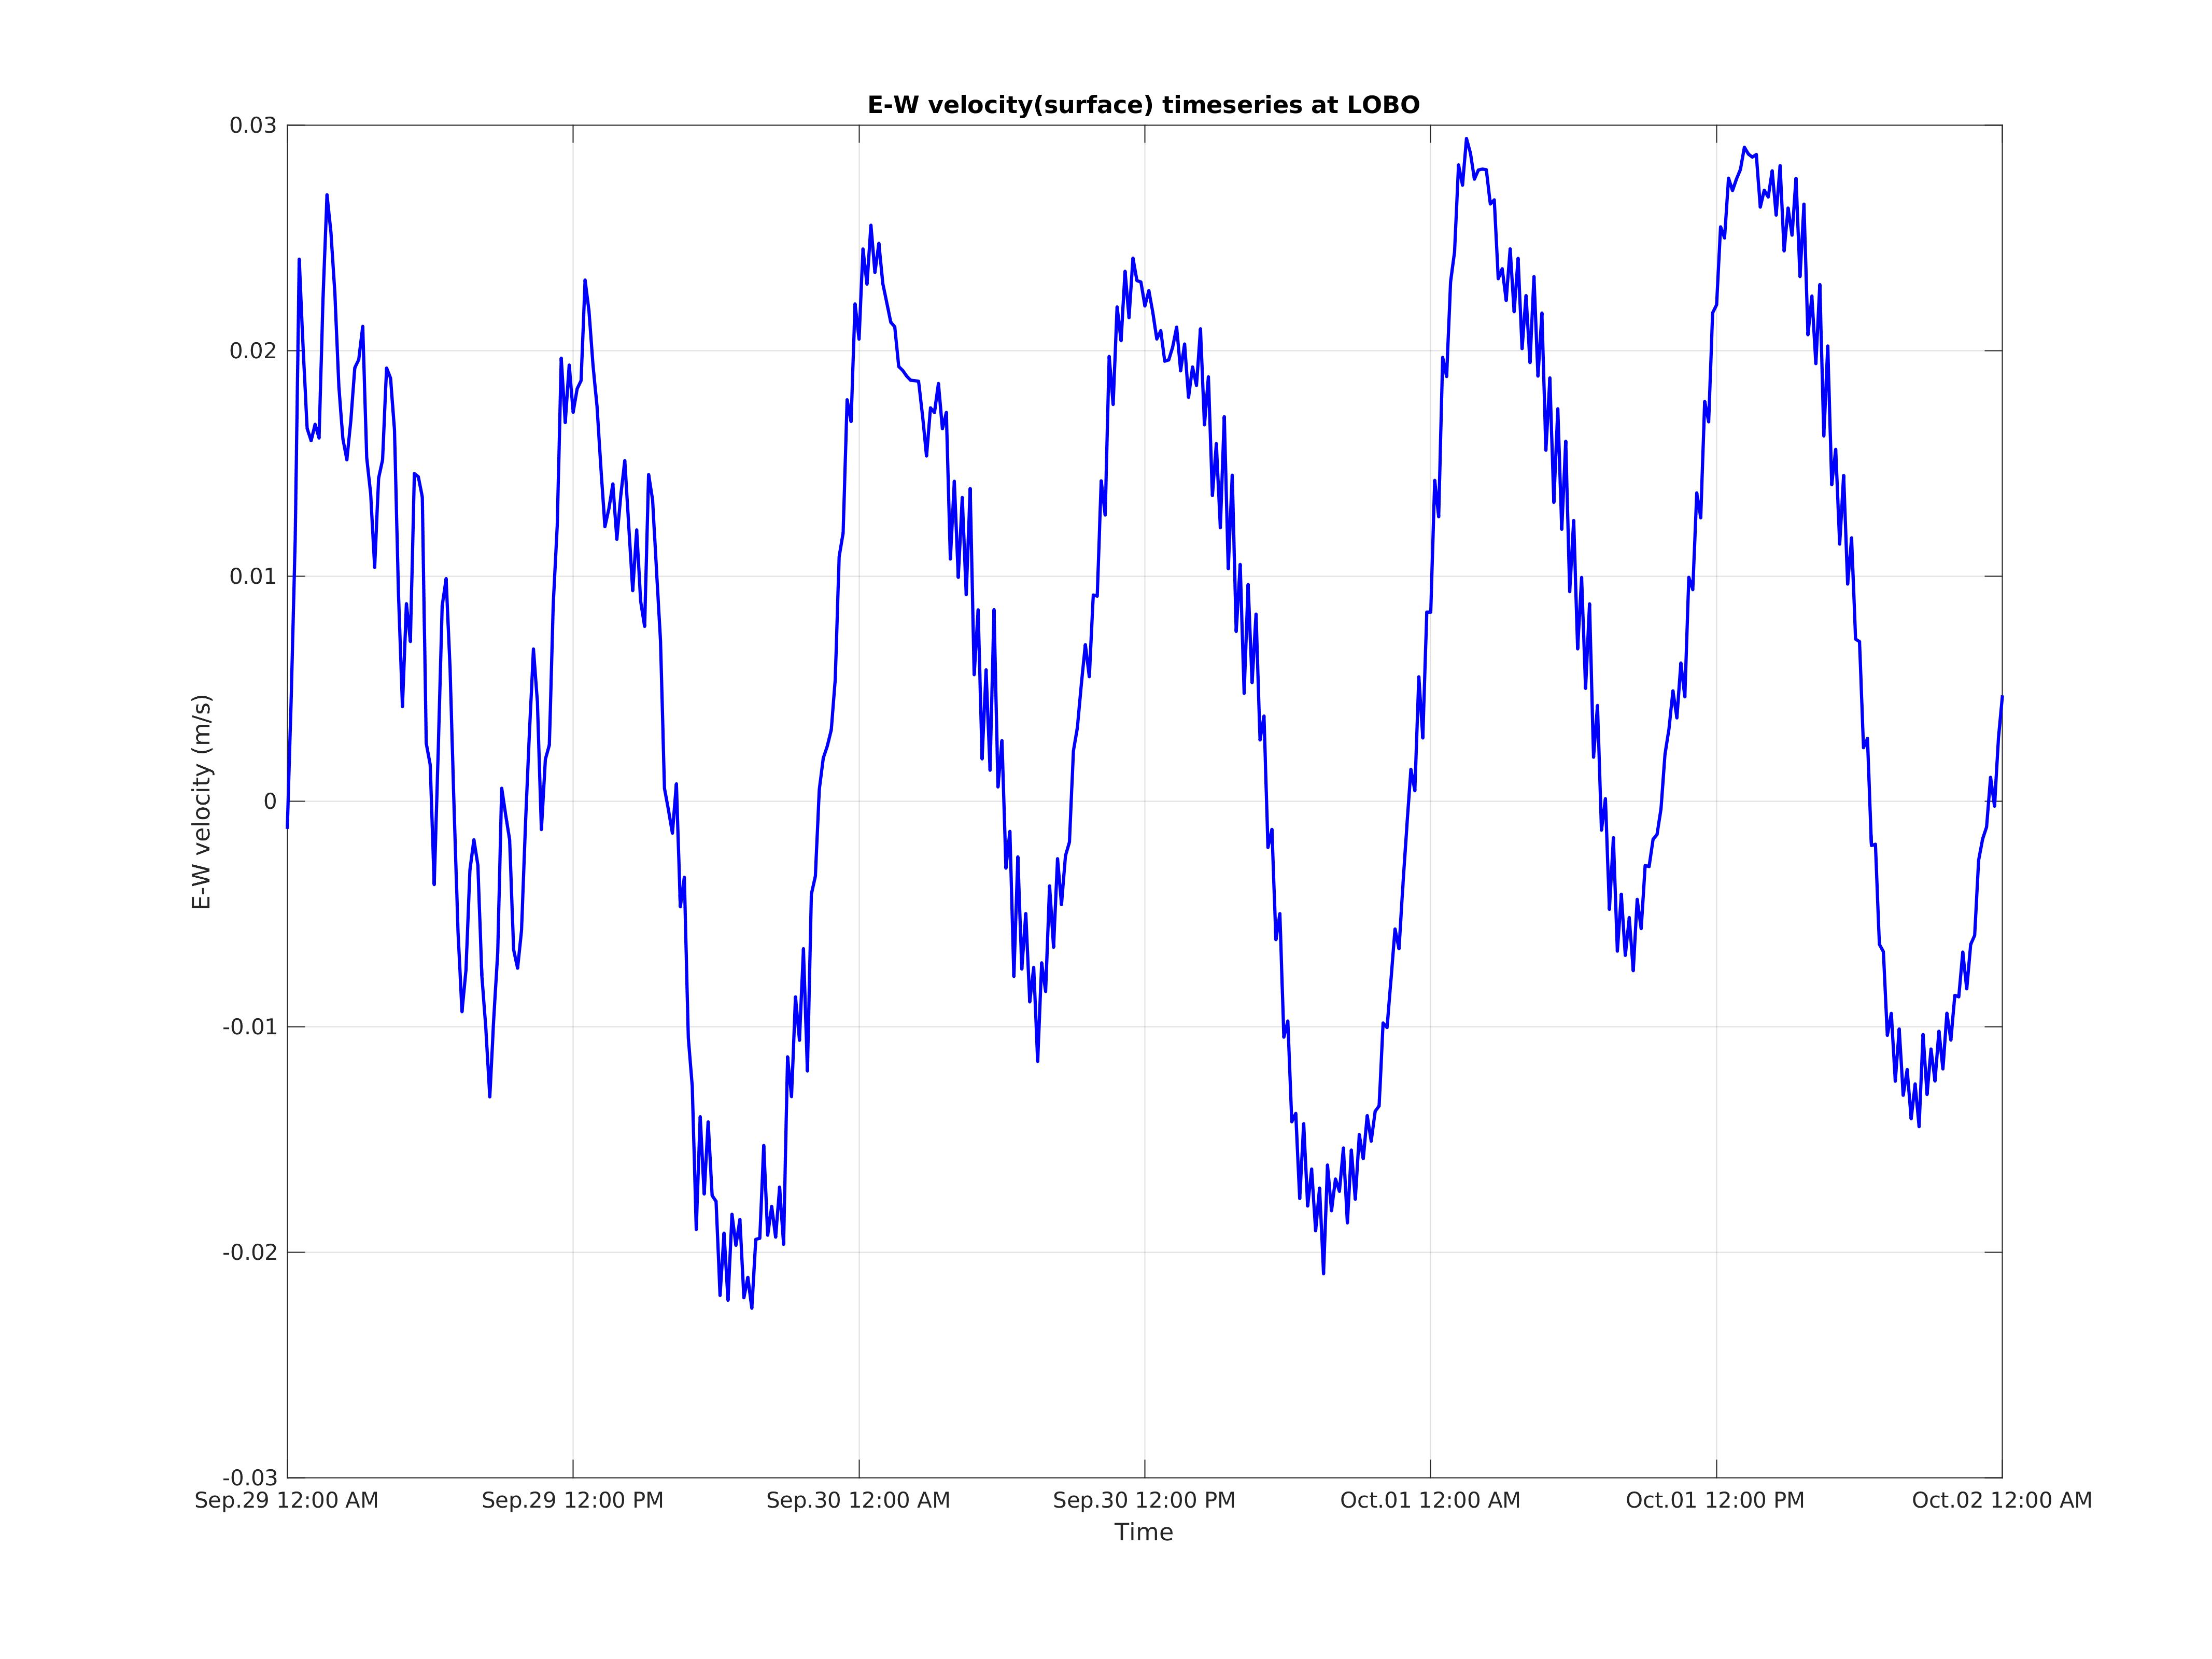 E-W velocity(surface) timeseries at LOBO
0.03
0.02
0.01
0
-0.01
-0.02
-0.03
E-W velocity (m/s)
Sep.29 12:00 AM Sep.29 12:00 PM Sep.30 12:00 AM Sep.30 12:00 PM Oct.01 12:00 AM Oct.01 12:00 PM Oct.02 12:00 AM
Time